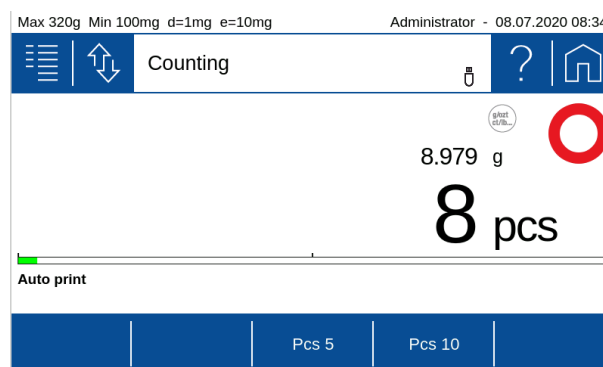 Max 320g Min 100mg d=1mg e=10mg Administrator - 08.07.2020 08:34
Counting
?
g/ozt
ct/lb...
8.979 g
8 pcs
Auto print
Pcs 5 Pcs 10